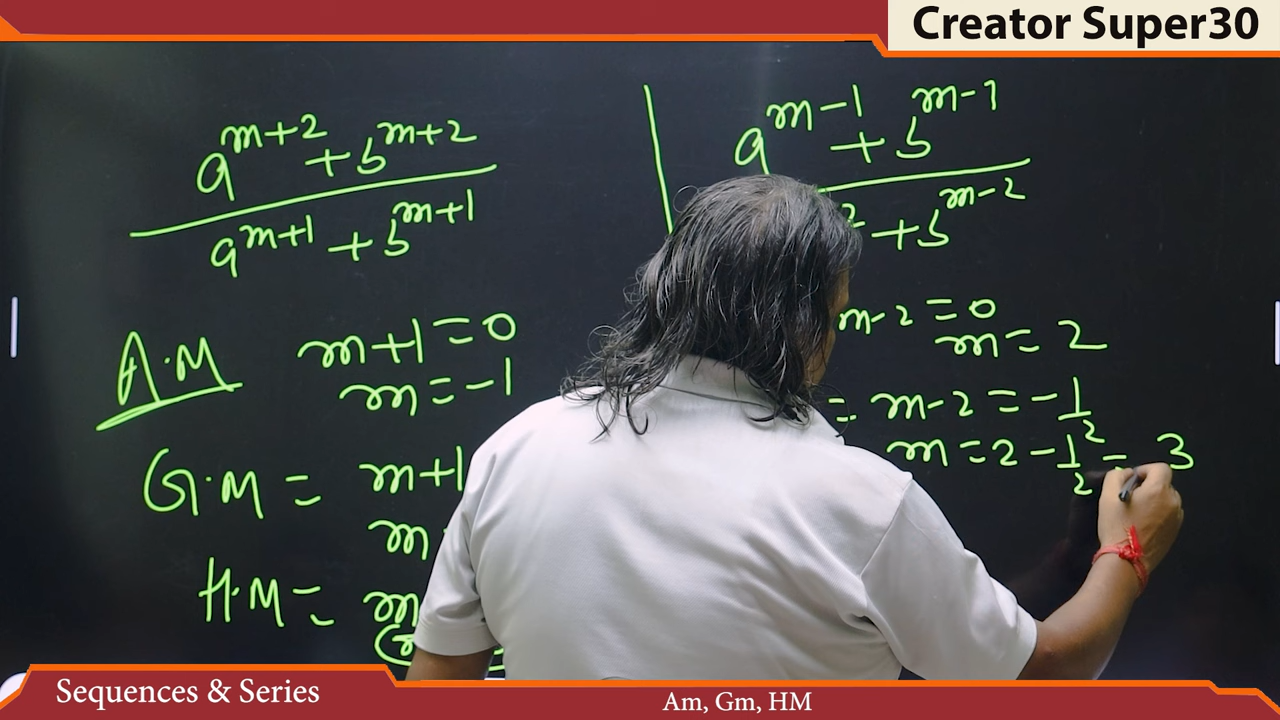 Creator Super30
a^{m+2} + b^{m+2}
a^{m+1} + b^{m+1}
A.M m+1 = 0
m = -1
G.M = m+1
m
H.M = m
a^{m-1} + b^{m-1}
2 + b^{m-2}
m-2 = 0
m = 2
= m-2 = -1/2
m = 2 - 1/2 = 3
Sequences & Series
Am, Gm, HM